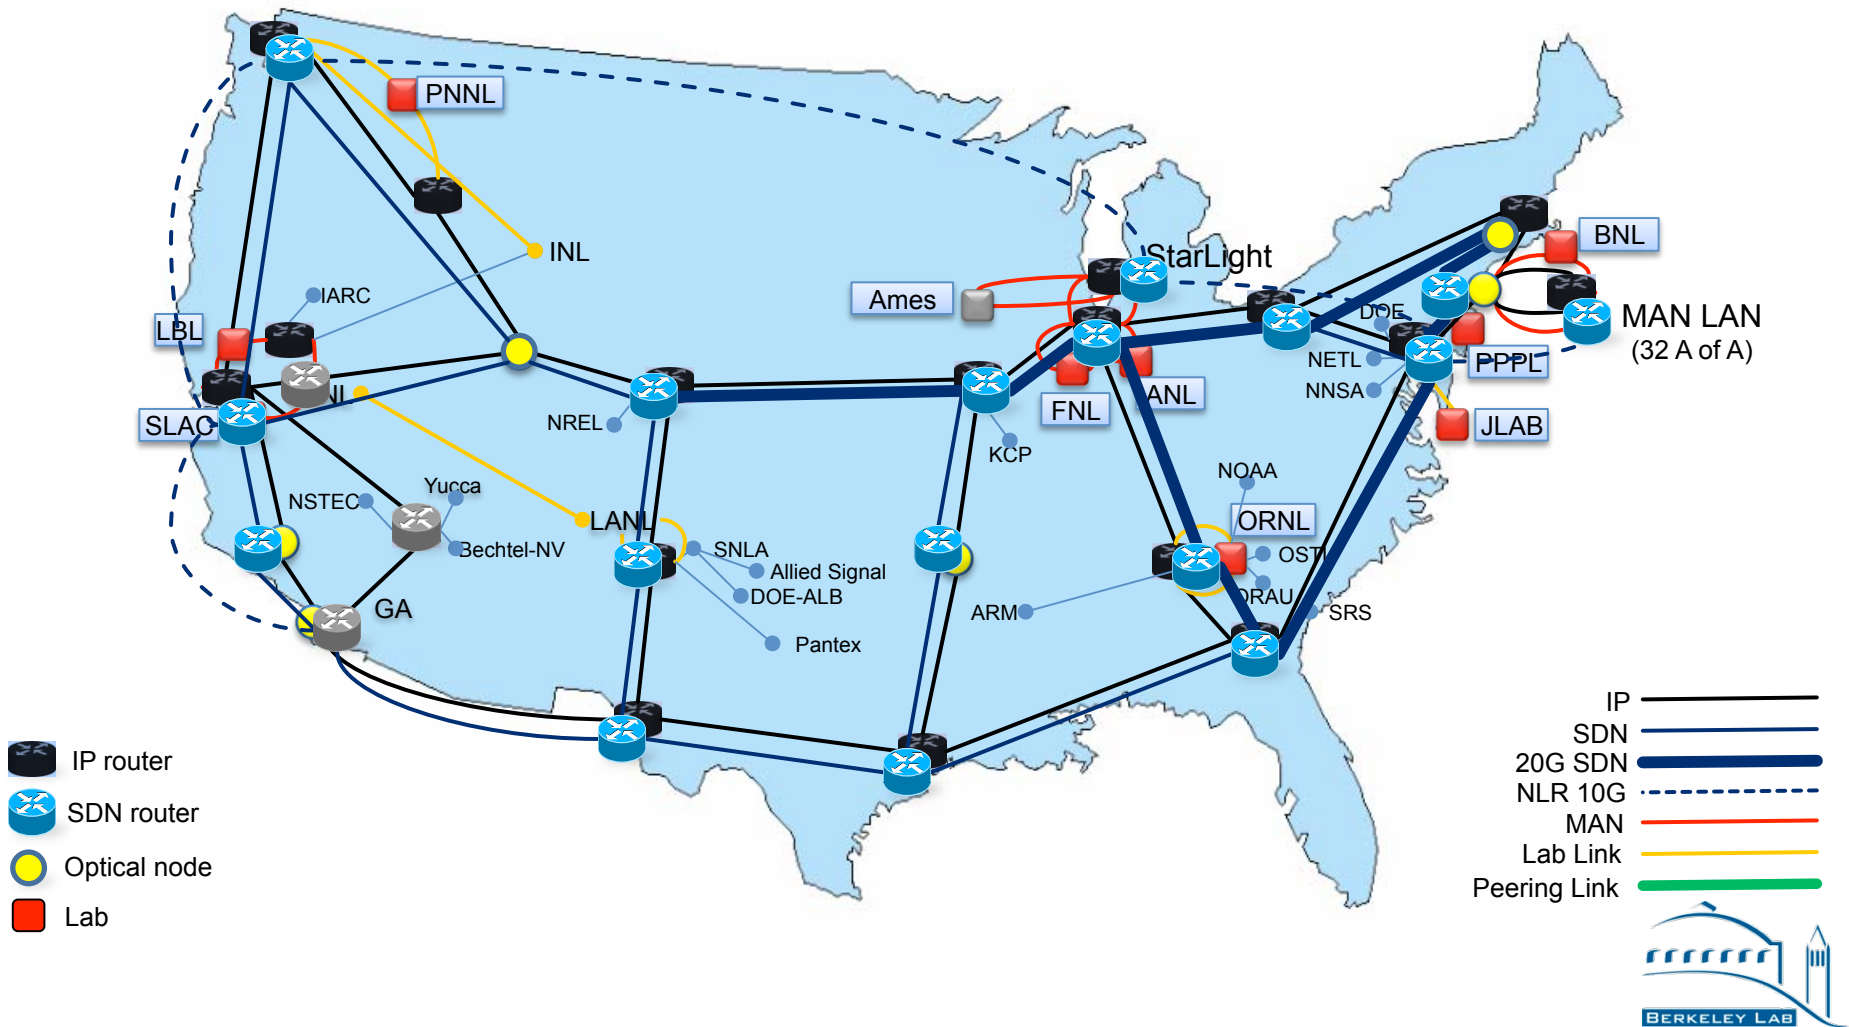 PNNL
INL
BNL
StarLight
IARC
Ames
DOE
MAN LAN
(32 A of A)
LBL
NETL
PPPL
NNSA
NL
ANL
FNL
SLAC
NREL
JLAB
KCP
NOAA
Yucca
NSTEC
LANL
ORNL
Bechtel-NV
SNLA
OSTI
Allied Signal
DOE-ALB
ORAU
GA
ARM
SRS
Pantex
IP
SDN
20G SDN
NLR 10G
MAN
Lab Link
Peering Link
IP router
SDN router
Optical node
Lab
BERKELEY LAB